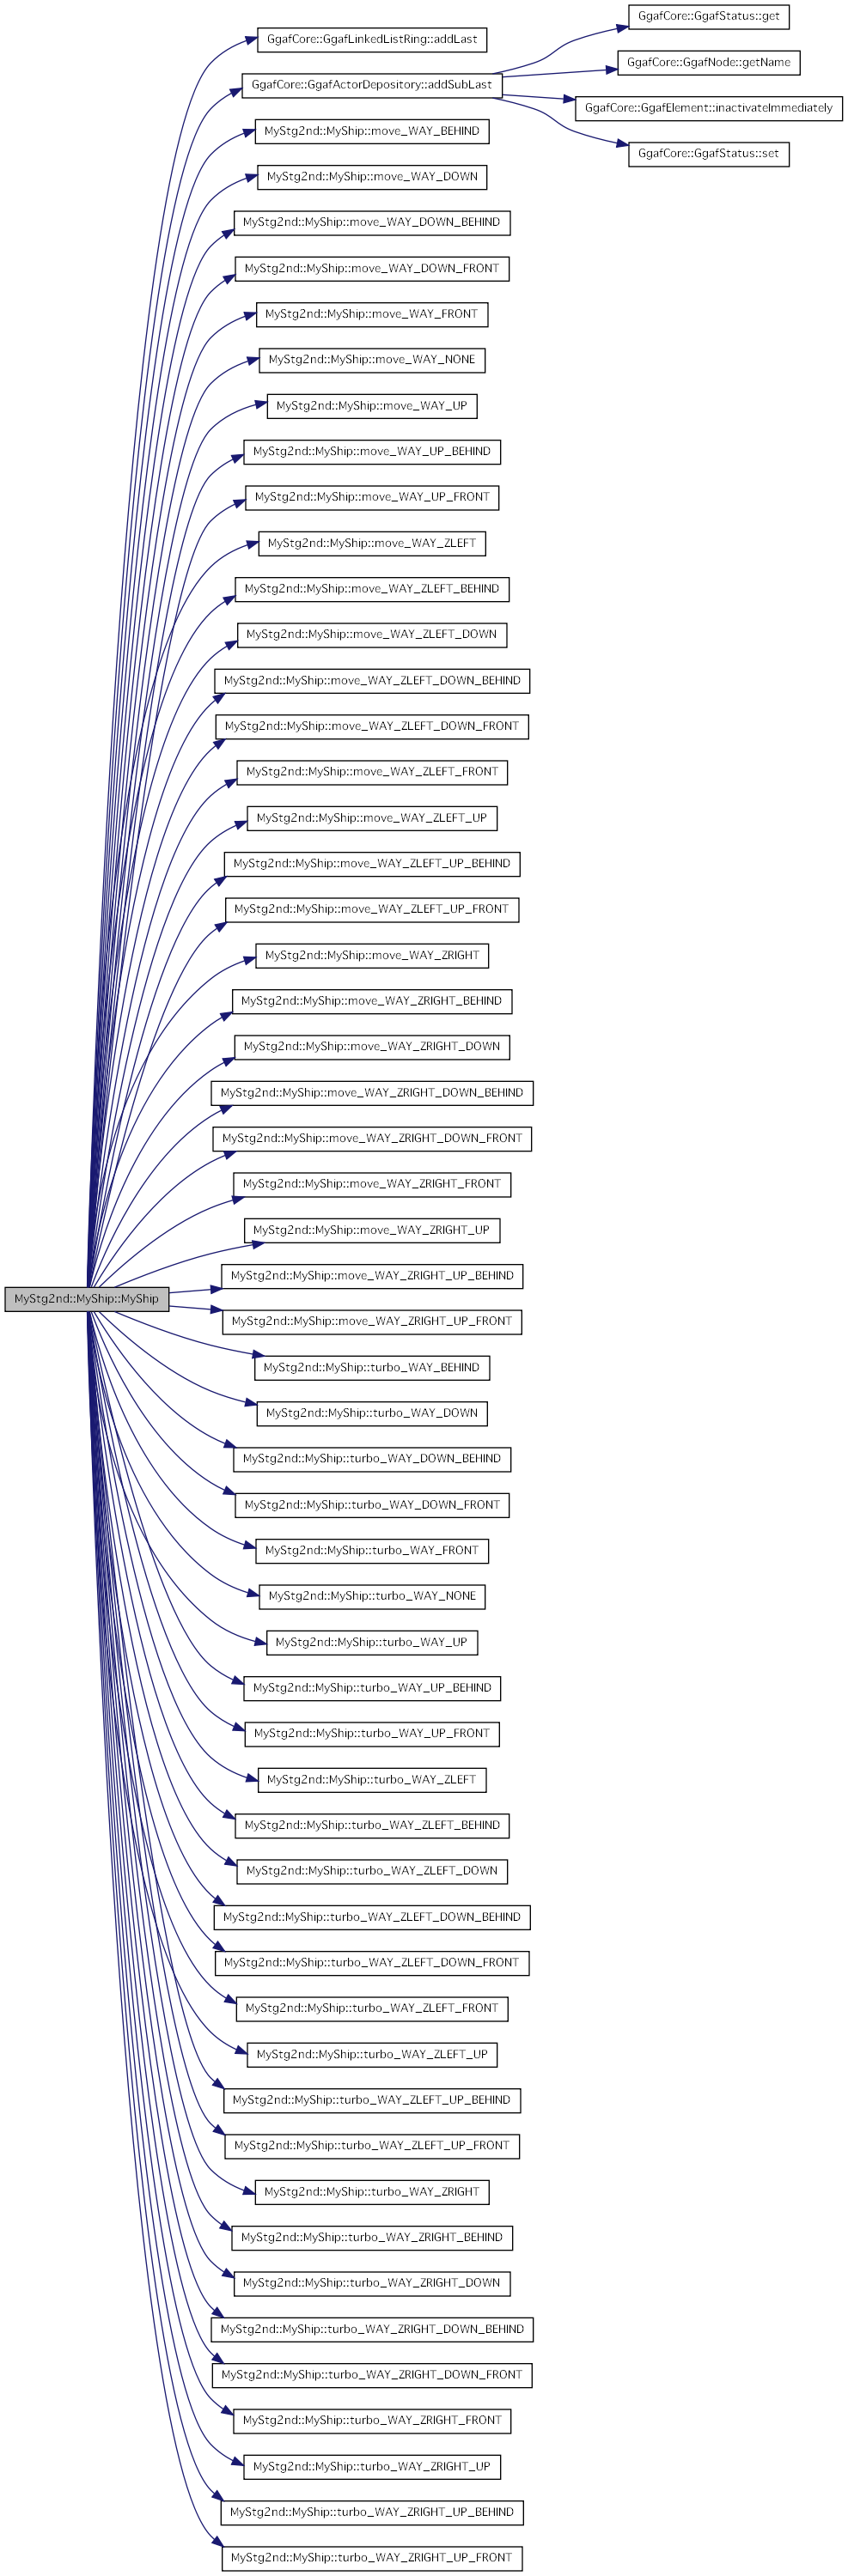 GgafCore::GgafStatus::get
GgafCore::GgafLinkedListRing::addLast
GgafCore::GgafNode::getName
GgafCore::GgafActorDepository::addSubLast
GgafCore::GgafElement::inactivateImmediately
MyStg2nd::MyShip::move_WAY_BEHIND
GgafCore::GgafStatus::set
MyStg2nd::MyShip::move_WAY_DOWN
MyStg2nd::MyShip::move_WAY_DOWN_BEHIND
MyStg2nd::MyShip::move_WAY_DOWN_FRONT
MyStg2nd::MyShip::move_WAY_FRONT
MyStg2nd::MyShip::move_WAY_NONE
MyStg2nd::MyShip::move_WAY_UP
MyStg2nd::MyShip::move_WAY_UP_BEHIND
MyStg2nd::MyShip::move_WAY_UP_FRONT
MyStg2nd::MyShip::move_WAY_ZLEFT
MyStg2nd::MyShip::move_WAY_ZLEFT_BEHIND
MyStg2nd::MyShip::move_WAY_ZLEFT_DOWN
MyStg2nd::MyShip::move_WAY_ZLEFT_DOWN_BEHIND
MyStg2nd::MyShip::move_WAY_ZLEFT_DOWN_FRONT
MyStg2nd::MyShip::move_WAY_ZLEFT_FRONT
MyStg2nd::MyShip::move_WAY_ZLEFT_UP
MyStg2nd::MyShip::move_WAY_ZLEFT_UP_BEHIND
MyStg2nd::MyShip::move_WAY_ZLEFT_UP_FRONT
MyStg2nd::MyShip::move_WAY_ZRIGHT
MyStg2nd::MyShip::move_WAY_ZRIGHT_BEHIND
MyStg2nd::MyShip::move_WAY_ZRIGHT_DOWN
MyStg2nd::MyShip::move_WAY_ZRIGHT_DOWN_BEHIND
MyStg2nd::MyShip::move_WAY_ZRIGHT_DOWN_FRONT
MyStg2nd::MyShip::move_WAY_ZRIGHT_FRONT
MyStg2nd::MyShip::move_WAY_ZRIGHT_UP
MyStg2nd::MyShip::move_WAY_ZRIGHT_UP_BEHIND
MyStg2nd::MyShip::MyShip
MyStg2nd::MyShip::move_WAY_ZRIGHT_UP_FRONT
MyStg2nd::MyShip::turbo_WAY_BEHIND
MyStg2nd::MyShip::turbo_WAY_DOWN
MyStg2nd::MyShip::turbo_WAY_DOWN_BEHIND
MyStg2nd::MyShip::turbo_WAY_DOWN_FRONT
MyStg2nd::MyShip::turbo_WAY_FRONT
MyStg2nd::MyShip::turbo_WAY_NONE
MyStg2nd::MyShip::turbo_WAY_UP
MyStg2nd::MyShip::turbo_WAY_UP_BEHIND
MyStg2nd::MyShip::turbo_WAY_UP_FRONT
MyStg2nd::MyShip::turbo_WAY_ZLEFT
MyStg2nd::MyShip::turbo_WAY_ZLEFT_BEHIND
MyStg2nd::MyShip::turbo_WAY_ZLEFT_DOWN
MyStg2nd::MyShip::turbo_WAY_ZLEFT_DOWN_BEHIND
MyStg2nd::MyShip::turbo_WAY_ZLEFT_DOWN_FRONT
MyStg2nd::MyShip::turbo_WAY_ZLEFT_FRONT
MyStg2nd::MyShip::turbo_WAY_ZLEFT_UP
MyStg2nd::MyShip::turbo_WAY_ZLEFT_UP_BEHIND
MyStg2nd::MyShip::turbo_WAY_ZLEFT_UP_FRONT
MyStg2nd::MyShip::turbo_WAY_ZRIGHT
MyStg2nd::MyShip::turbo_WAY_ZRIGHT_BEHIND
MyStg2nd::MyShip::turbo_WAY_ZRIGHT_DOWN
MyStg2nd::MyShip::turbo_WAY_ZRIGHT_DOWN_BEHIND
MyStg2nd::MyShip::turbo_WAY_ZRIGHT_DOWN_FRONT
MyStg2nd::MyShip::turbo_WAY_ZRIGHT_FRONT
MyStg2nd::MyShip::turbo_WAY_ZRIGHT_UP
MyStg2nd::MyShip::turbo_WAY_ZRIGHT_UP_BEHIND
MyStg2nd::MyShip::turbo_WAY_ZRIGHT_UP_FRONT